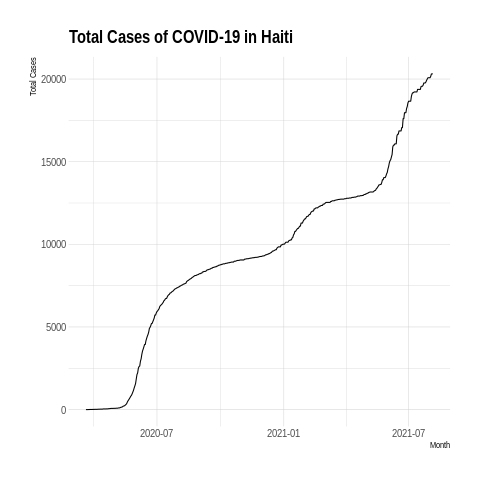 Total Cases of COVID-19 in Haiti
Total Cases
20000
15000
10000
5000
0
2020-07 2021-01 2021-07
Month